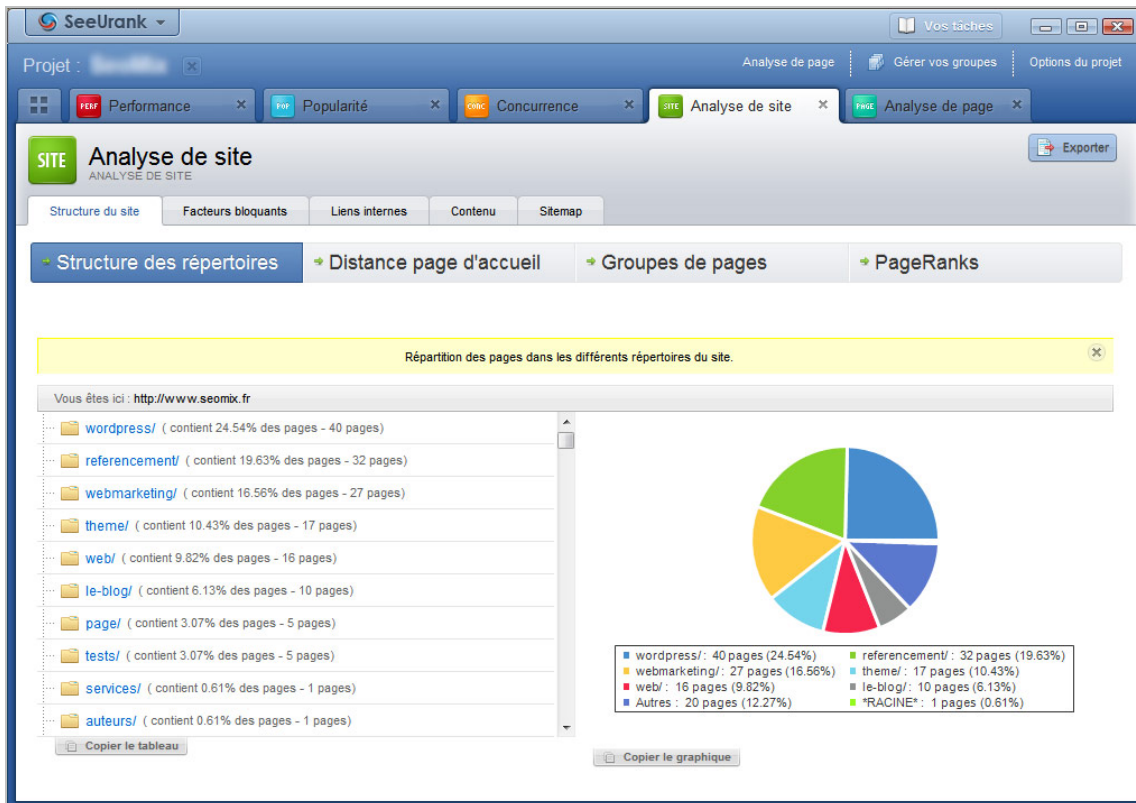 SeeUrank
Vos tâches
Projet :
Analyse de page
Gérer vos groupes
Options du projet
PERF Performance
POP Popularité
CONC Concurrence
SITE Analyse de site
PAGE Analyse de page
SITE
Analyse de site
ANALYSE DE SITE
Exporter
Structure du site
Facteurs bloquants
Liens internes
Contenu
Sitemap
Structure des répertoires
Distance page d'accueil
Groupes de pages
PageRanks
Répartition des pages dans les différents répertoires du site.
Vous êtes ici : http://www.seomix.fr
wordpress/ ( contient 24.54% des pages - 40 pages)
referencement/ ( contient 19.63% des pages - 32 pages)
webmarketing/ ( contient 16.56% des pages - 27 pages)
theme/ ( contient 10.43% des pages - 17 pages)
web/ ( contient 9.82% des pages - 16 pages)
le-blog/ ( contient 6.13% des pages - 10 pages)
page/ ( contient 3.07% des pages - 5 pages)
tests/ ( contient 3.07% des pages - 5 pages)
services/ ( contient 0.61% des pages - 1 pages)
auteurs/ ( contient 0.61% des pages - 1 pages)
Copier le tableau
wordpress/ : 40 pages (24.54%)
referencement/ : 32 pages (19.63%)
webmarketing/ : 27 pages (16.56%)
theme/ : 17 pages (10.43%)
web/ : 16 pages (9.82%)
le-blog/ : 10 pages (6.13%)
Autres : 20 pages (12.27%)
*RACINE* : 1 pages (0.61%)
Copier le graphique